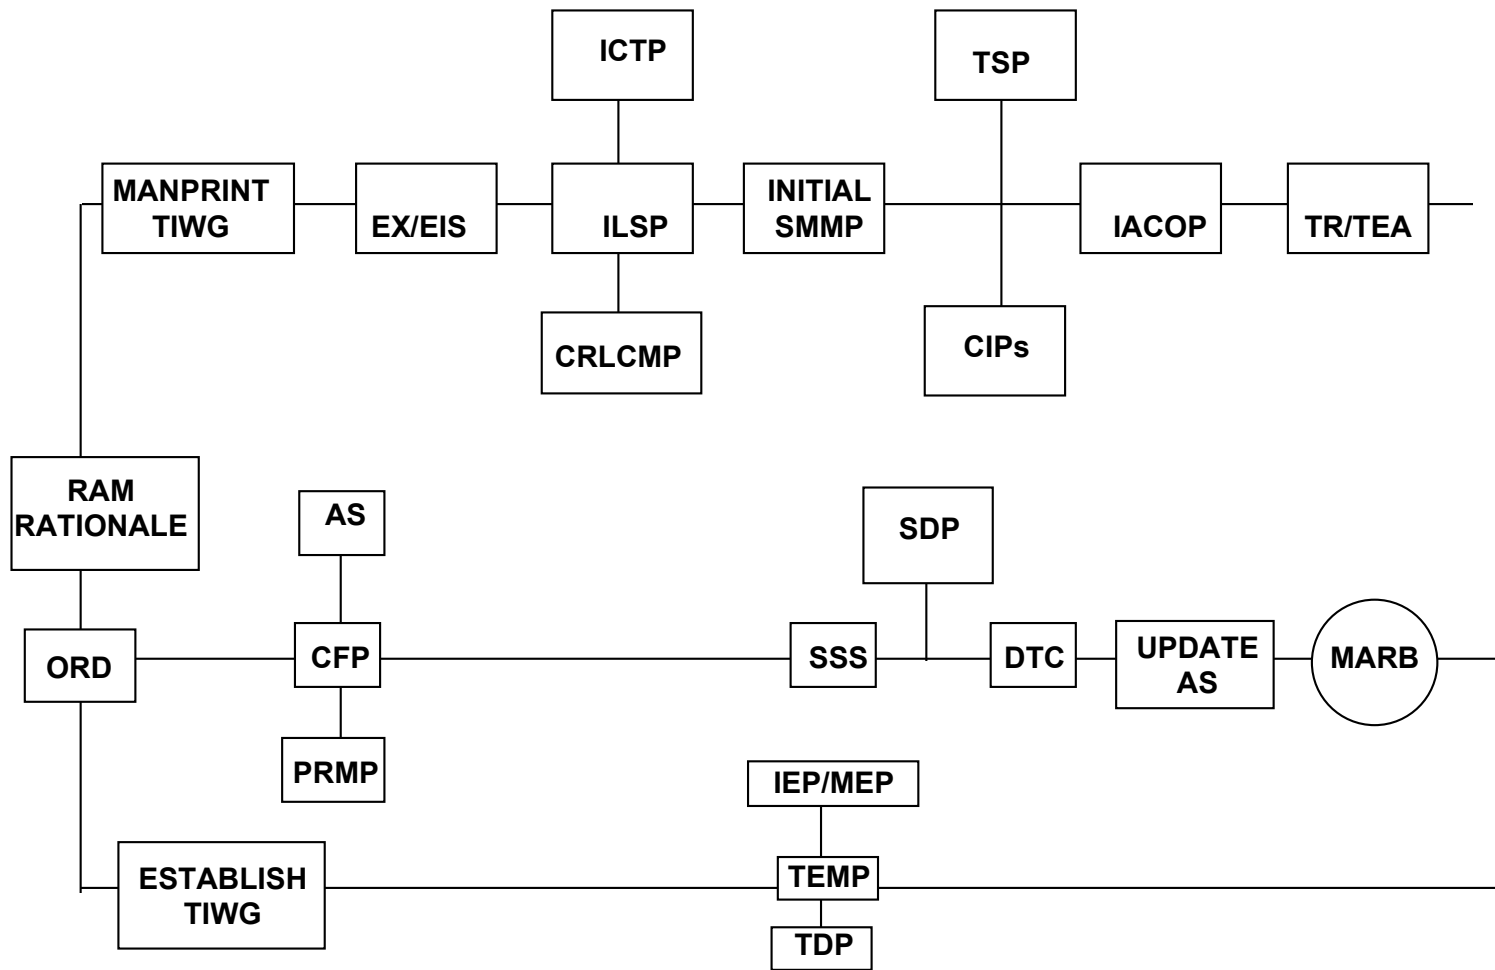 ICTP
TSP
MANPRINT
TIWG
EX/EIS
ILSP
INITIAL
SMMP
IACOP
TR/TEA
CRLCMP
CIPs
RAM
RATIONALE
AS
SDP
ORD
CFP
SSS
DTC
UPDATE
AS
MARB
PRMP
IEP/MEP
ESTABLISH
TIWG
TEMP
TDP